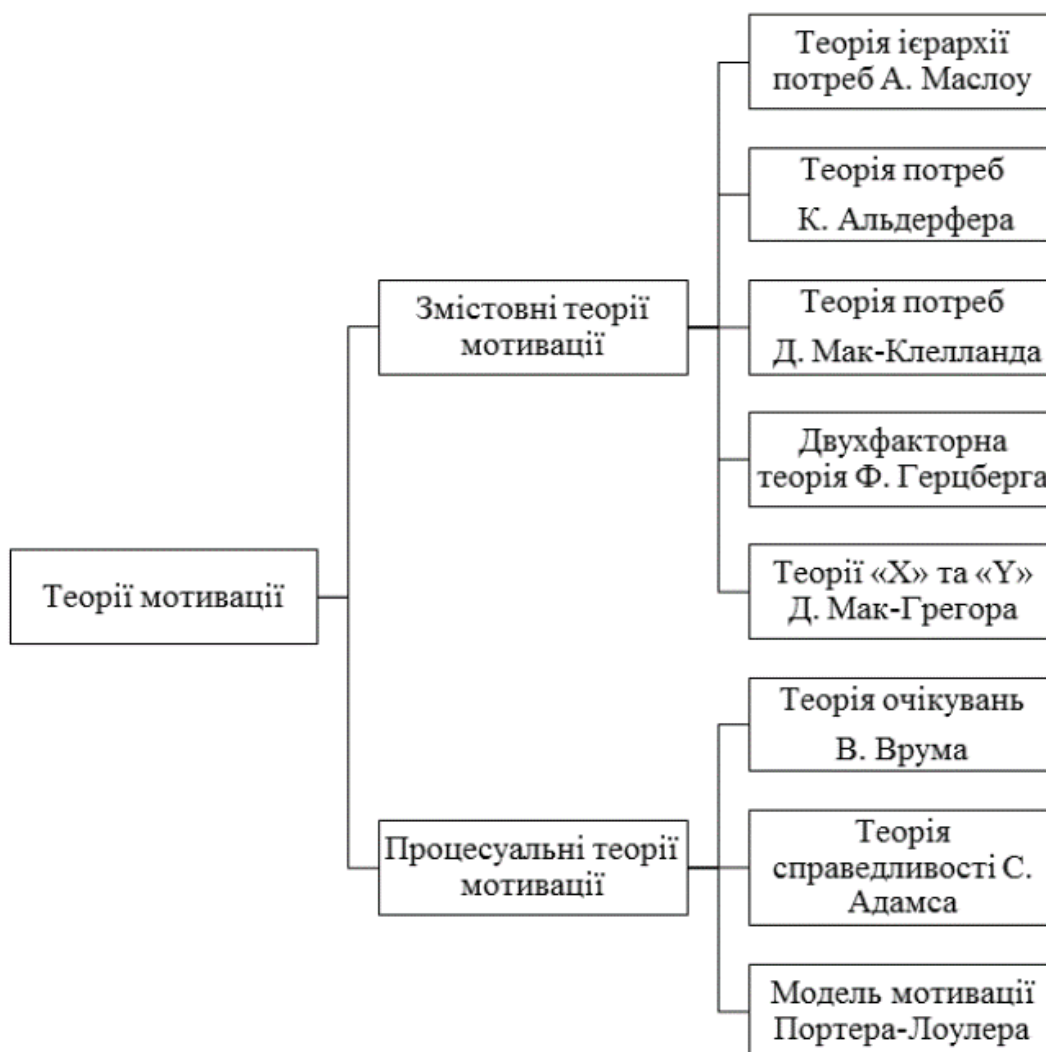 Теорія ієрархії
потреб А. Маслоу
Теорія потреб
К. Альдерфера
Змістовні теорії
мотивації
Теорія потреб
Д. Мак-Клелланда
Двухфакторна
теорія Ф. Герцберга
Теорії мотивації
Теорії «X» та «Y»
Д. Мак-Грегора
Теорія очікувань
В. Врума
Процесуальні теорії
мотивації
Теорія
справедливості С.
Адамса
Модель мотивації
Портера-Лоулера